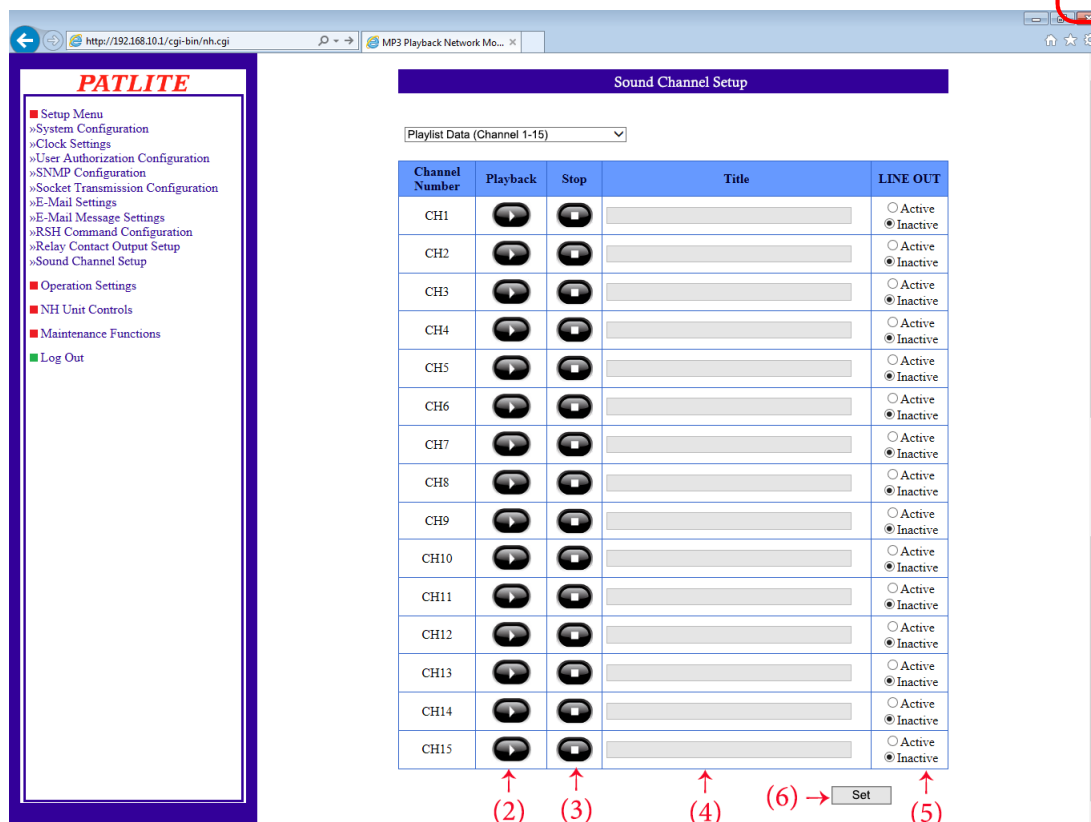 http://192.168.10.1/cgi-bin/nh.cgi
MP3 Playback Network Mo...
PATLITE
Setup Menu
»System Configuration
»Clock Settings
»User Authorization Configuration
»SNMP Configuration
»Socket Transmission Configuration
»E-Mail Settings
»E-Mail Message Settings
»RSH Command Configuration
»Relay Contact Output Setup
»Sound Channel Setup
Operation Settings
NH Unit Controls
Maintenance Functions
Log Out
Sound Channel Setup
Playlist Data (Channel 1-15)
Channel Number Playback Stop Title LINE OUT
CH1 Active
Inactive
CH2 Active
Inactive
CH3 Active
Inactive
CH4 Active
Inactive
CH5 Active
Inactive
CH6 Active
Inactive
CH7 Active
Inactive
CH8 Active
Inactive
CH9 Active
Inactive
CH10 Active
Inactive
CH11 Active
Inactive
CH12 Active
Inactive
CH13 Active
Inactive
CH14 Active
Inactive
CH15 Active
Inactive
(2) (3) (4) (6) Set (5)